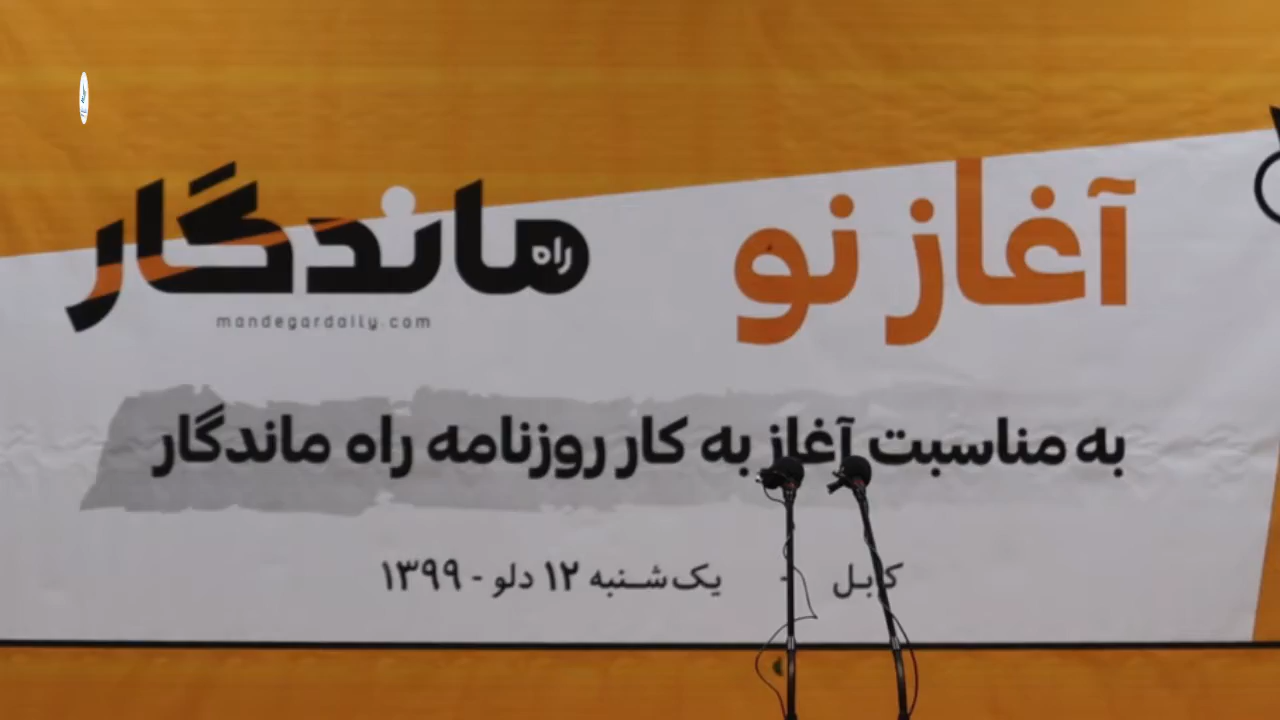 آغاز نو
راه ماندگار
mandegardaily.com
به مناسبت آغاز به کار روزنامه راه ماندگار
کابل - یک‌شنبه ۱۲ دلو - ۱۳۹۹